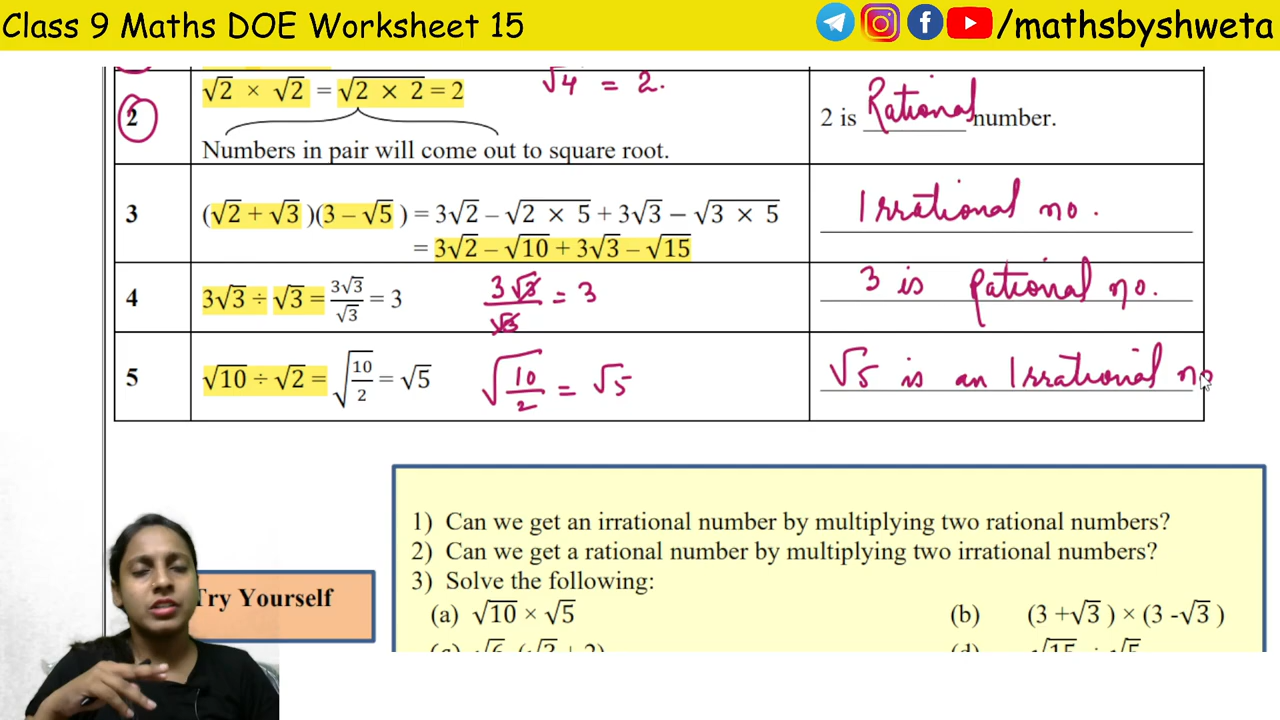 Class 9 Maths DOE Worksheet 15
/mathsbyshweta
√2 × √2 = √2 × 2 = 2
√4 = 2.
2
2 is Rational number.
Numbers in pair will come out to square root.
3
(√2 + √3 )(3 – √5 ) = 3√2 – √2 × 5 + 3√3 – √3 × 5
= 3√2 – √10 + 3√3 – √15
Irrational no.
4
3√3 ÷ √3 = 3√3/√3 = 3
3√3/√3 = 3
3 is Rational no.
5
√10 ÷ √2 = √10/2 = √5
√10/2 = √5
√5 is an Irrational no
1) Can we get an irrational number by multiplying two rational numbers?
2) Can we get a rational number by multiplying two irrational numbers?
3) Solve the following:
Try Yourself
(a) √10 × √5
(b) (3 +√3 ) × (3 -√3 )